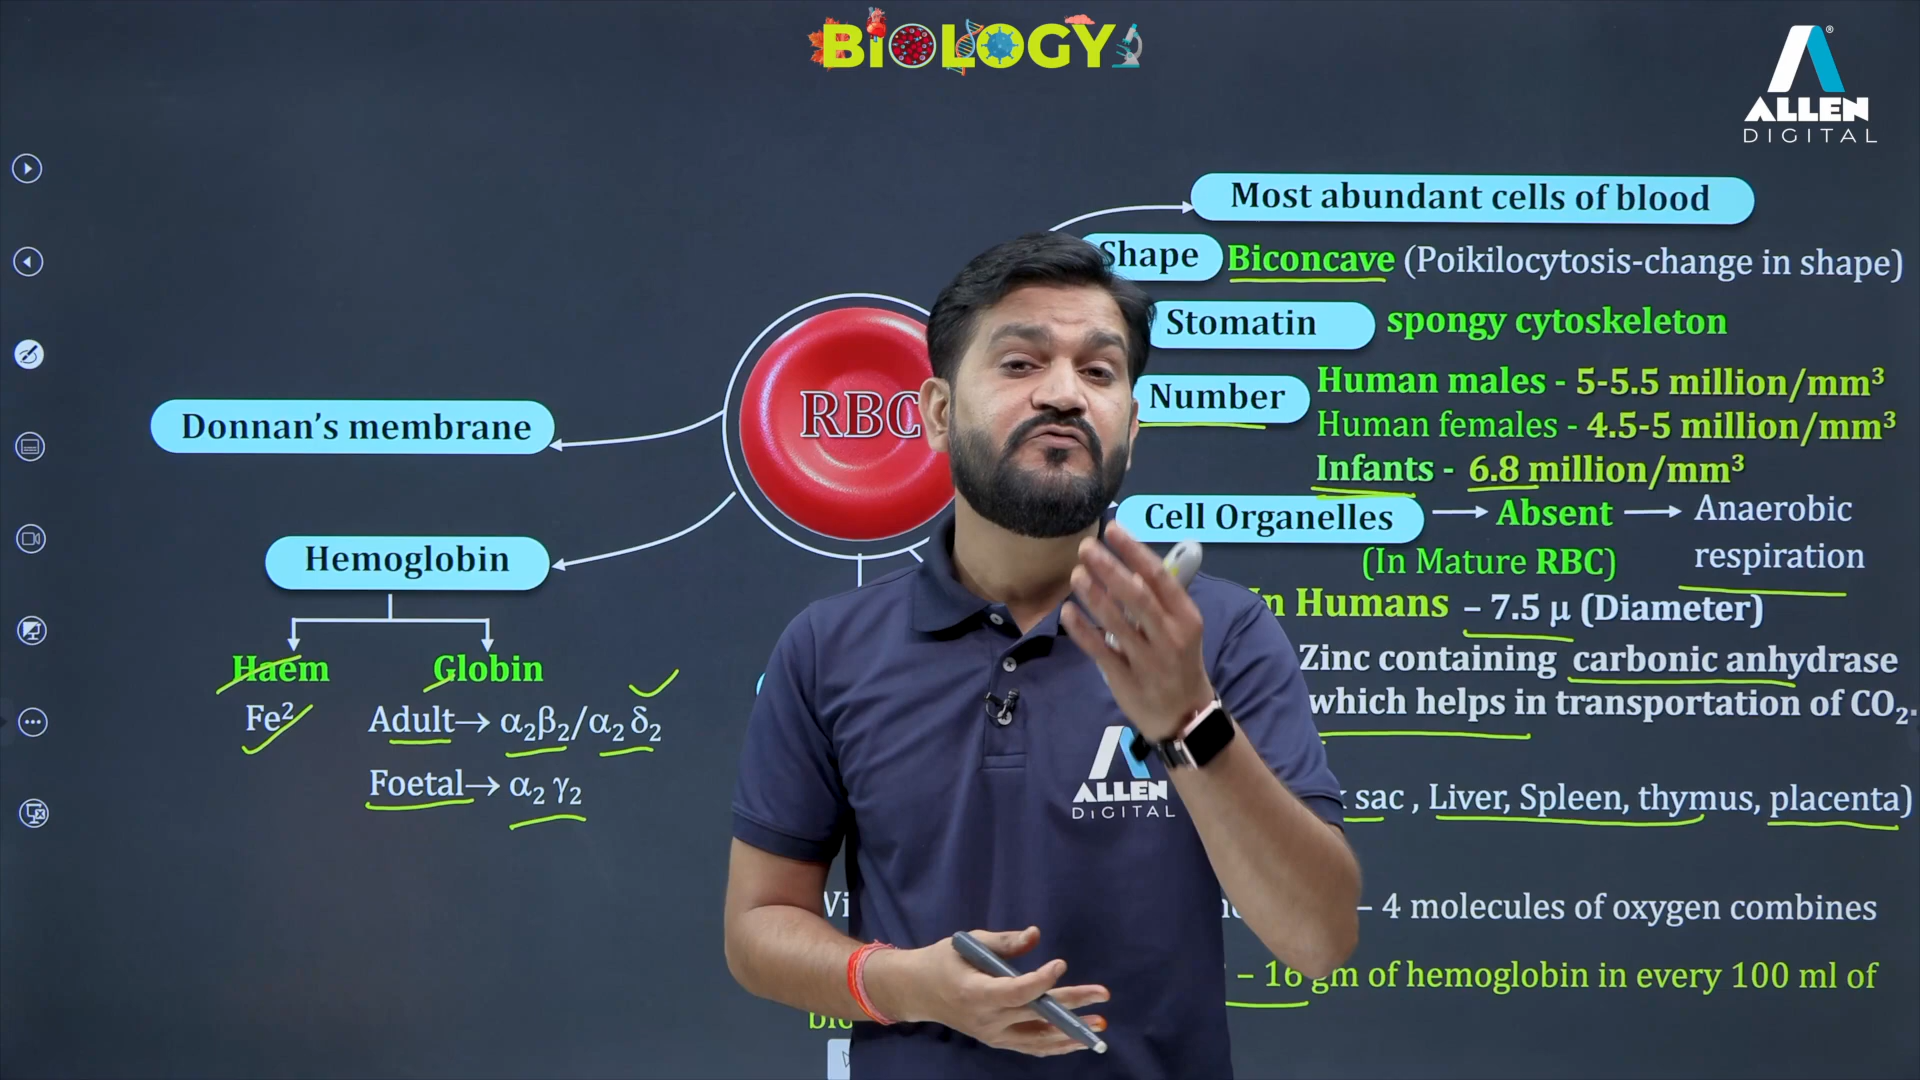 BIOLOGY
ALLEN
DIGITAL
Most abundant cells of blood
Shape Biconcave (Poikilocytosis-change in shape)
Stomatin spongy cytoskeleton
Number Human males - 5-5.5 million/mm³
Human females - 4.5-5 million/mm³
Infants - 6.8 million/mm³
Cell Organelles → Absent → Anaerobic respiration
(In Mature RBC)
In Humans – 7.5 µ (Diameter)
Zinc containing carbonic anhydrase
which helps in transportation of CO₂.
sac , Liver, Spleen, thymus, placenta)
– 4 molecules of oxygen combines
– 16 gm of hemoglobin in every 100 ml of
RBC
Donnan's membrane
Hemoglobin
Haem Globin
Fe² Adult→ α₂β₂/α₂ δ₂
Foetal→ α₂ γ₂
ALLEN
DIGITAL